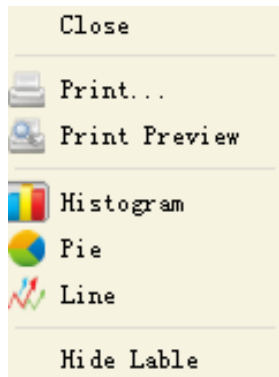 Close
Print...
Print Preview
Histogram
Pie
Line
Hide Lable